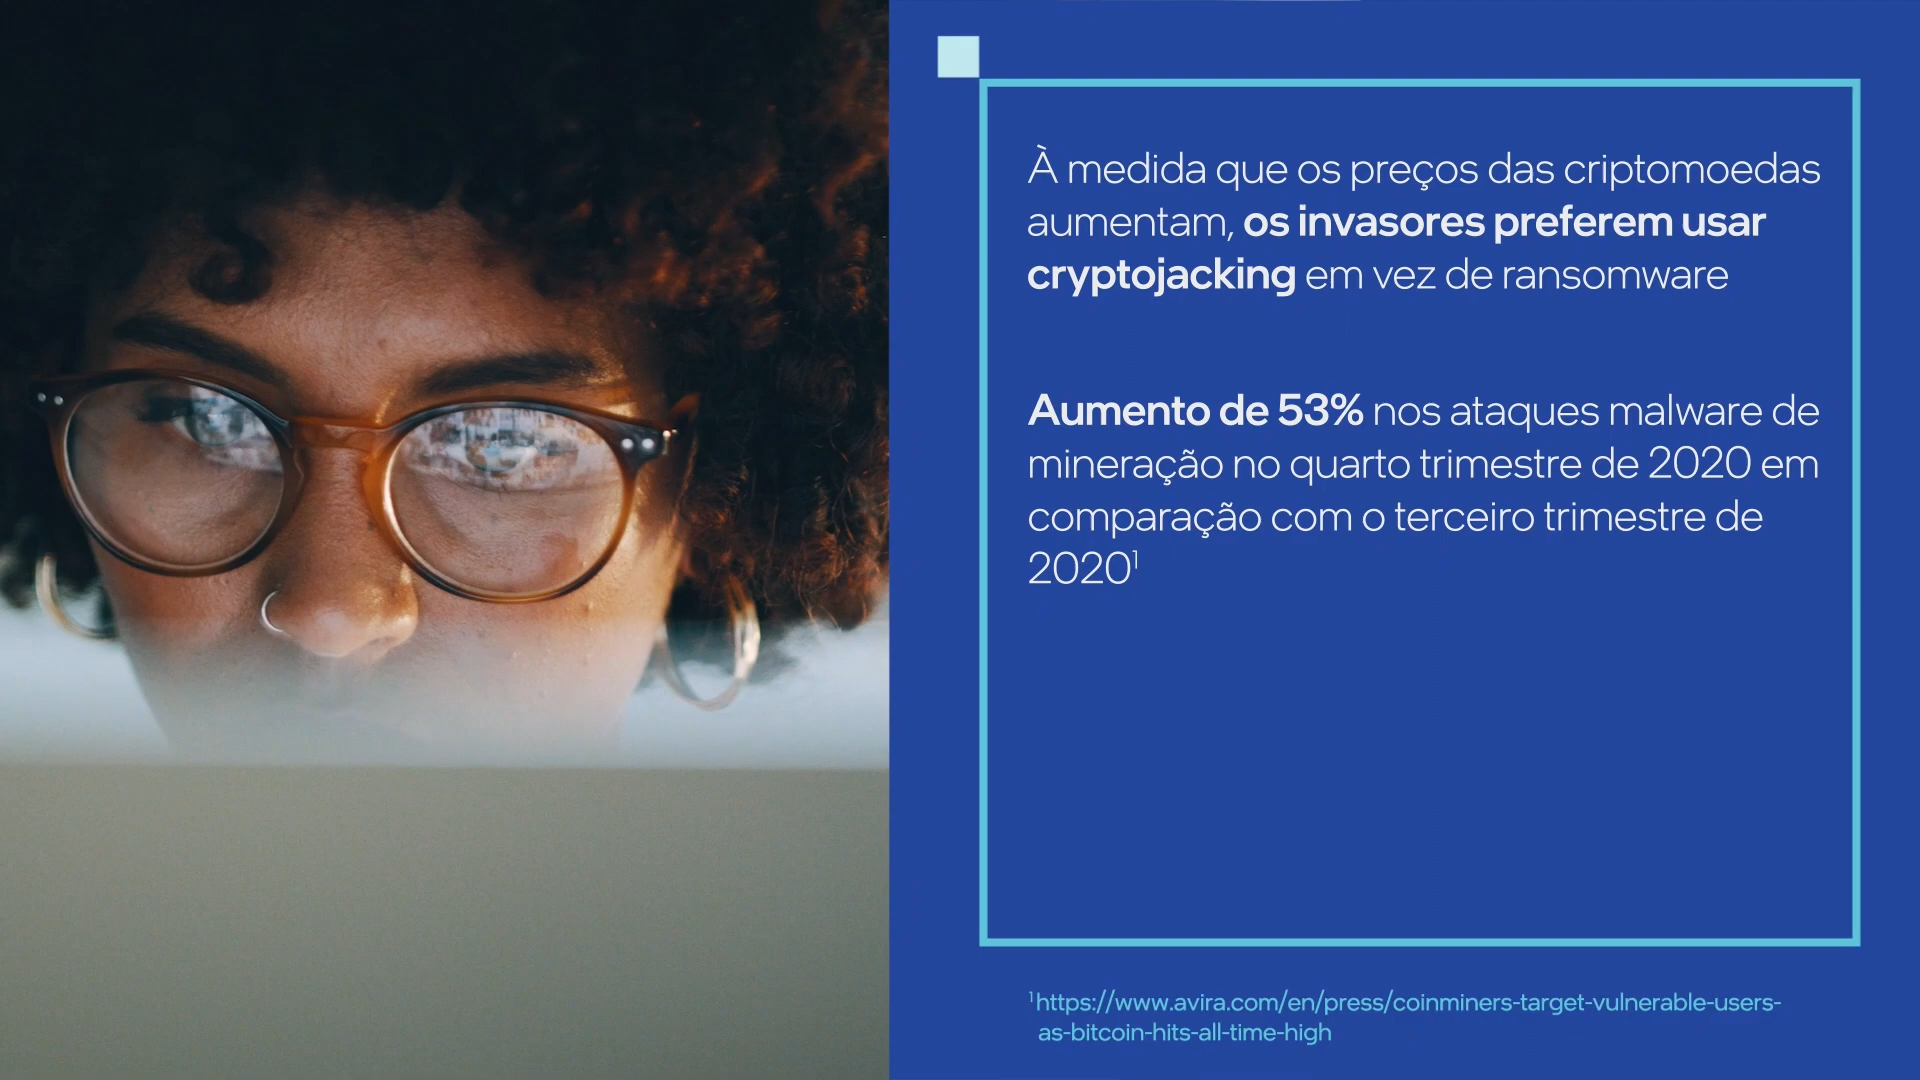 À medida que os preços das criptomoedas
aumentam, os invasores preferem usar
cryptojacking em vez de ransomware
Aumento de 53% nos ataques malware de
mineração no quarto trimestre de 2020 em
comparação com o terceiro trimestre de
2020¹
¹https://www.avira.com/en/press/coinminers-target-vulnerable-users-
as-bitcoin-hits-all-time-high